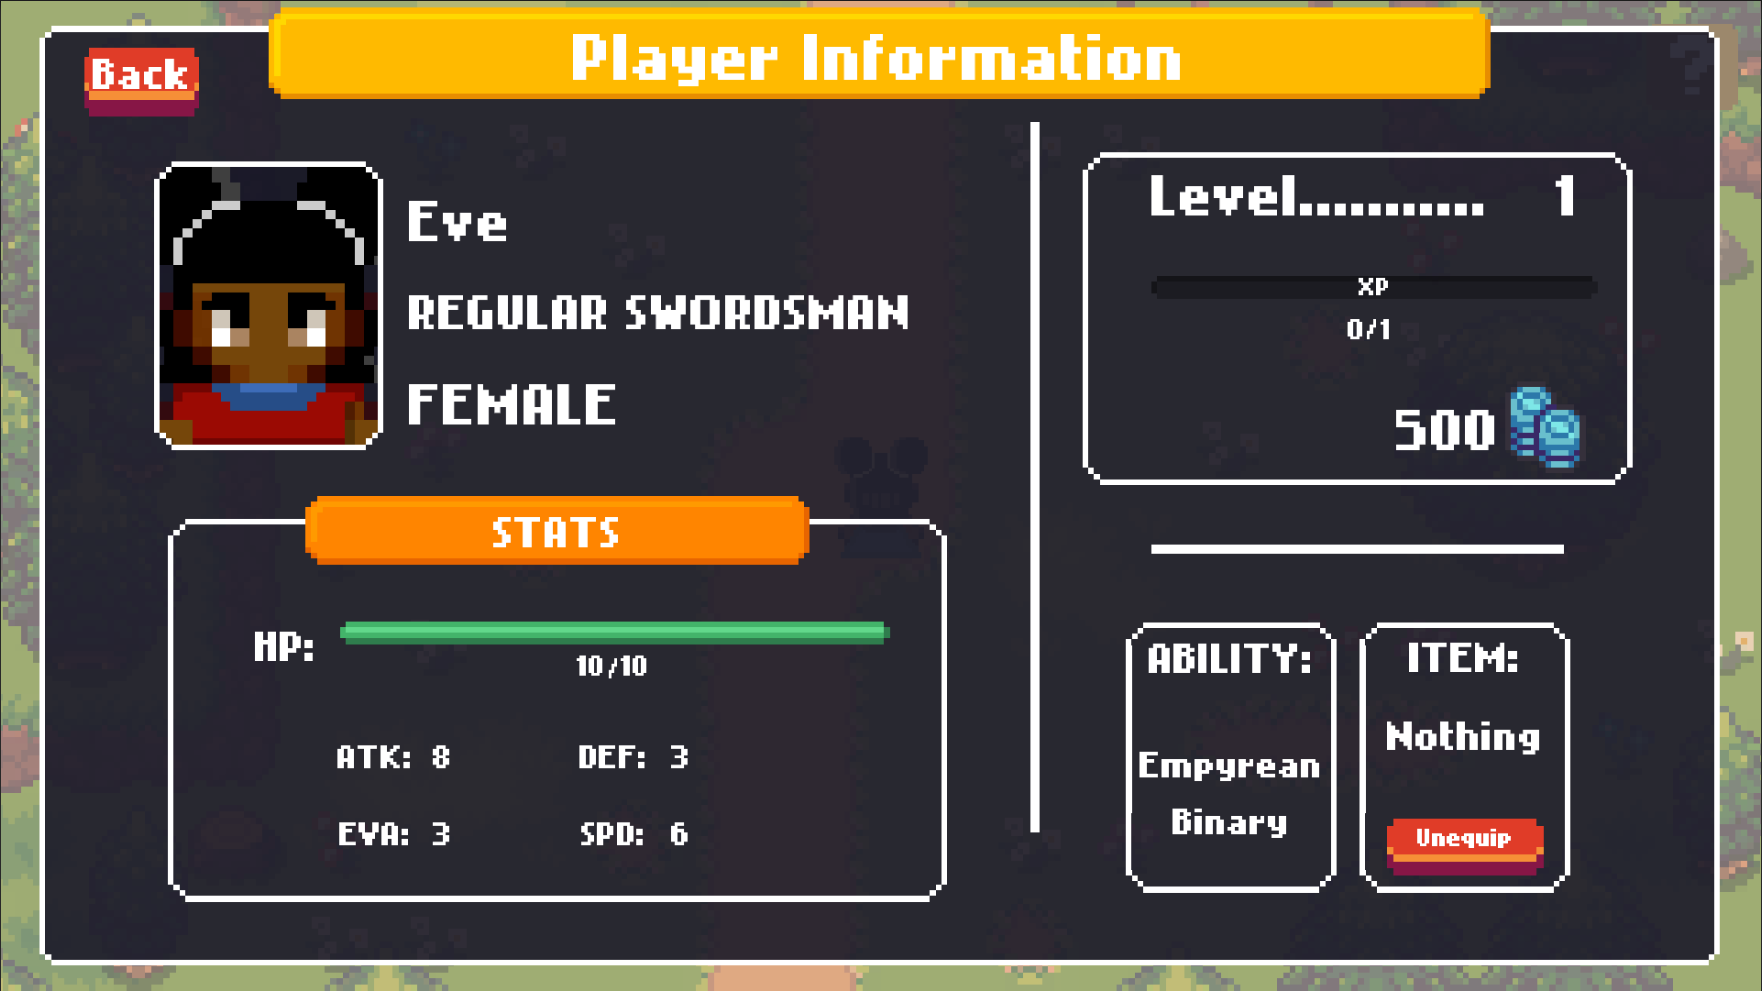 Player Information
Back
Eve
REGULAR SWORDSMAN
FEMALE
STATS
HP:
10/10
ATK: 8 DEF: 3
EVA: 3 SPD: 6
Level........... 1
XP
0/1
500
ABILITY:
Empyrean
Binary
ITEM:
Nothing
Unequip
?